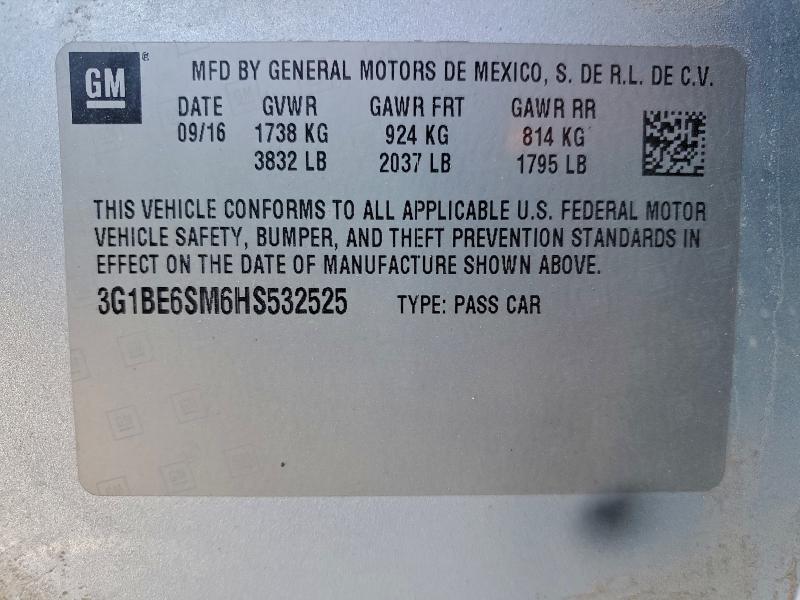 GM®
MFD BY GENERAL MOTORS DE MEXICO, S. DE R.L. DE C.V.
DATE GVWR GAWR FRT GAWR RR
09/16 1738 KG 924 KG 814 KG
3832 LB 2037 LB 1795 LB
THIS VEHICLE CONFORMS TO ALL APPLICABLE U.S. FEDERAL MOTOR
VEHICLE SAFETY, BUMPER, AND THEFT PREVENTION STANDARDS IN
EFFECT ON THE DATE OF MANUFACTURE SHOWN ABOVE.
3G1BE6SM6HS532525 TYPE: PASS CAR